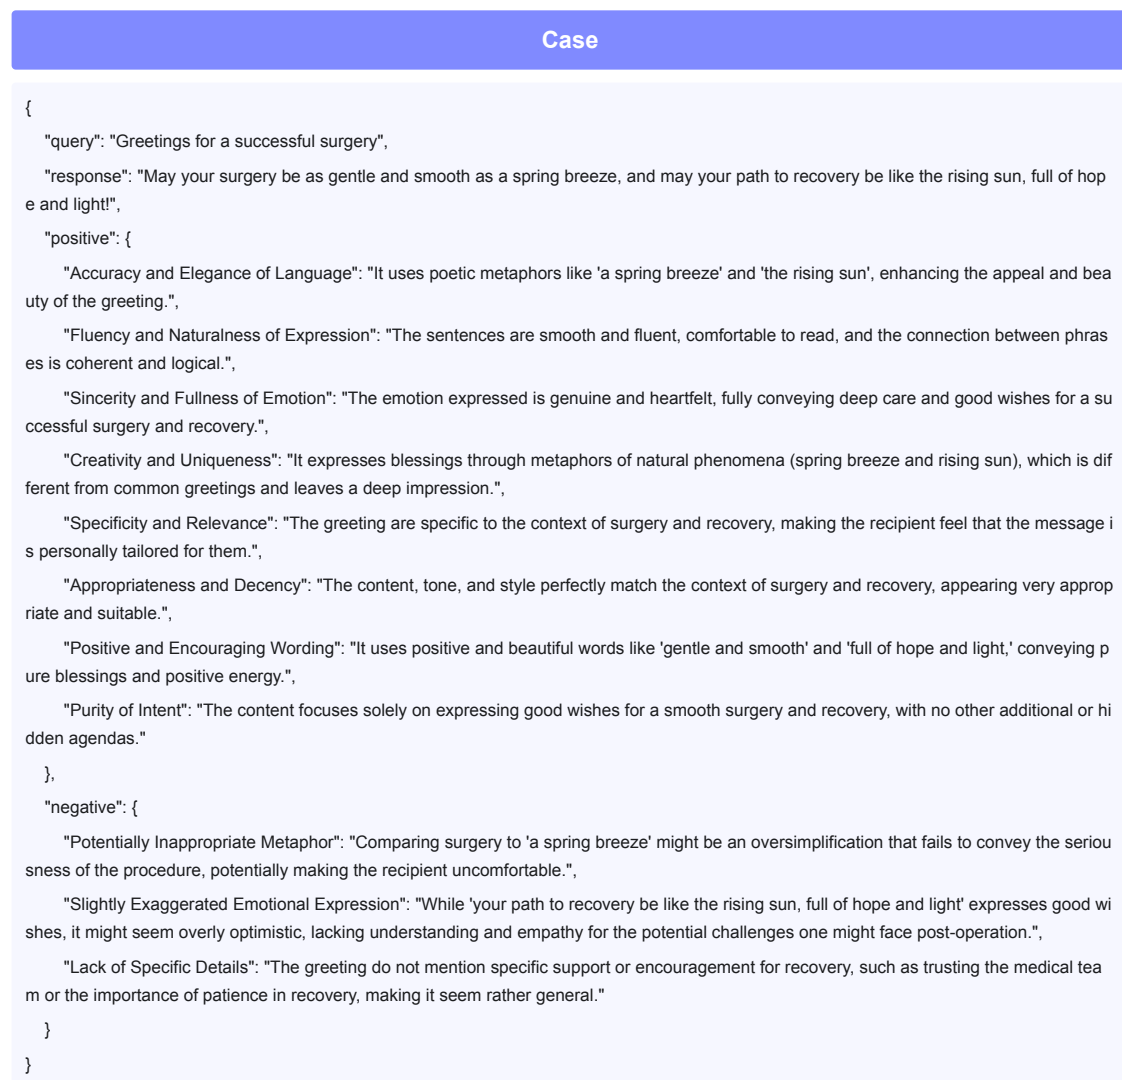 Case
{
"query": "Greetings for a successful surgery",
"response": "May your surgery be as gentle and smooth as a spring breeze, and may your path to recovery be like the rising sun, full of hop
e and light!",
"positive": {
"Accuracy and Elegance of Language": "It uses poetic metaphors like 'a spring breeze' and 'the rising sun', enhancing the appeal and bea
uty of the greeting.",
"Fluency and Naturalness of Expression": "The sentences are smooth and fluent, comfortable to read, and the connection between phras
es is coherent and logical.",
"Sincerity and Fullness of Emotion": "The emotion expressed is genuine and heartfelt, fully conveying deep care and good wishes for a su
ccessful surgery and recovery.",
"Creativity and Uniqueness": "It expresses blessings through metaphors of natural phenomena (spring breeze and rising sun), which is dif
ferent from common greetings and leaves a deep impression.",
"Specificity and Relevance": "The greeting are specific to the context of surgery and recovery, making the recipient feel that the message i
s personally tailored for them.",
"Appropriateness and Decency": "The content, tone, and style perfectly match the context of surgery and recovery, appearing very approp
riate and suitable.",
"Positive and Encouraging Wording": "It uses positive and beautiful words like 'gentle and smooth' and 'full of hope and light,' conveying p
ure blessings and positive energy.",
"Purity of Intent": "The content focuses solely on expressing good wishes for a smooth surgery and recovery, with no other additional or hi
dden agendas."
},
"negative": {
"Potentially Inappropriate Metaphor": "Comparing surgery to 'a spring breeze' might be an oversimplification that fails to convey the seriou
sness of the procedure, potentially making the recipient uncomfortable.",
"Slightly Exaggerated Emotional Expression": "While 'your path to recovery be like the rising sun, full of hope and light' expresses good wi
shes, it might seem overly optimistic, lacking understanding and empathy for the potential challenges one might face post-operation.",
"Lack of Specific Details": "The greeting do not mention specific support or encouragement for recovery, such as trusting the medical tea
m or the importance of patience in recovery, making it seem rather general."
}
}